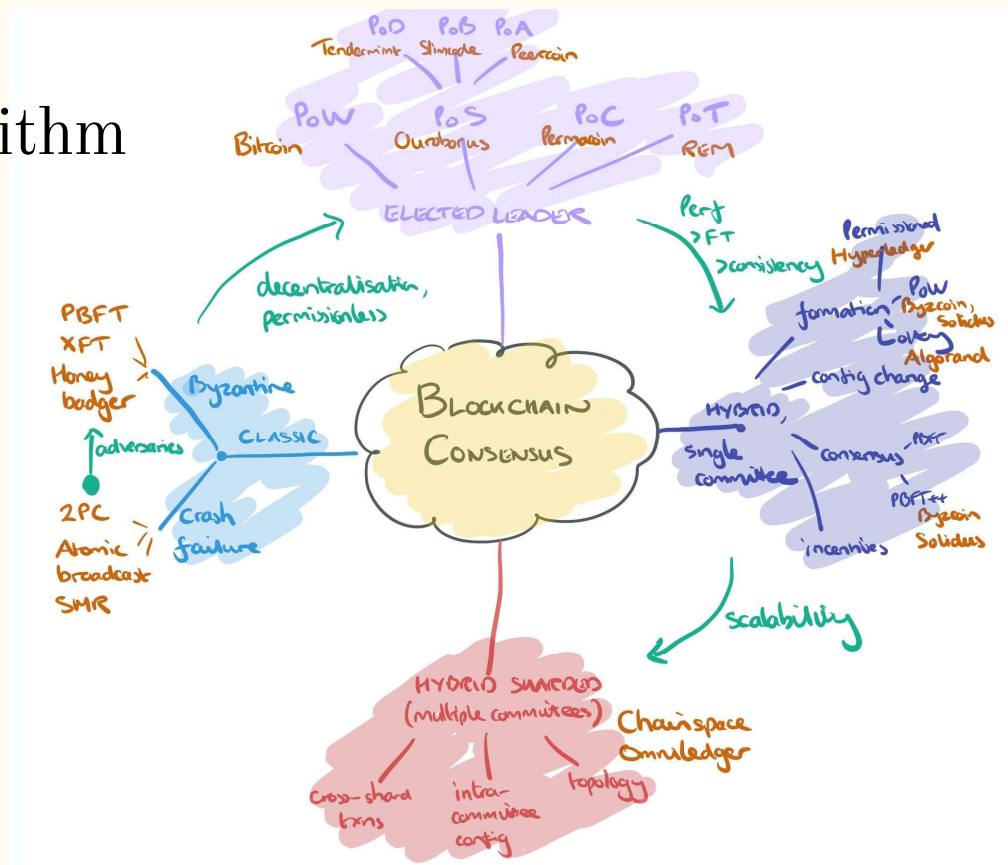 ithm
PoD PoB PoA
Tendermint Slimcode Peercoin
PoW PoS PoC PoT
Bitcoin Ouroborus Permacoin REM
ELECTED LEADER
decentralisation,
permissionless
Perf
>FT
>consistency
Permissioned
Hyperledger
formation
PoW
Byzcoin,
Solidus
Lottery
Algorand
config change
HYBRID,
single
committee
consensus
PBFT
PBFT++
Byzcoin
Solidus
incentives
BLOCKCHAIN
CONSENSUS
PBFT
XFT
Honey
badger
adversaries
2PC
Atomic
broadcast
SMR
Byzantine
CLASSIC
Crash
failure
scalability
HYBRID SHARDED
(multiple committees)
Chainspace
Omniledger
cross-shard
txns
intra-
committee
config
topology